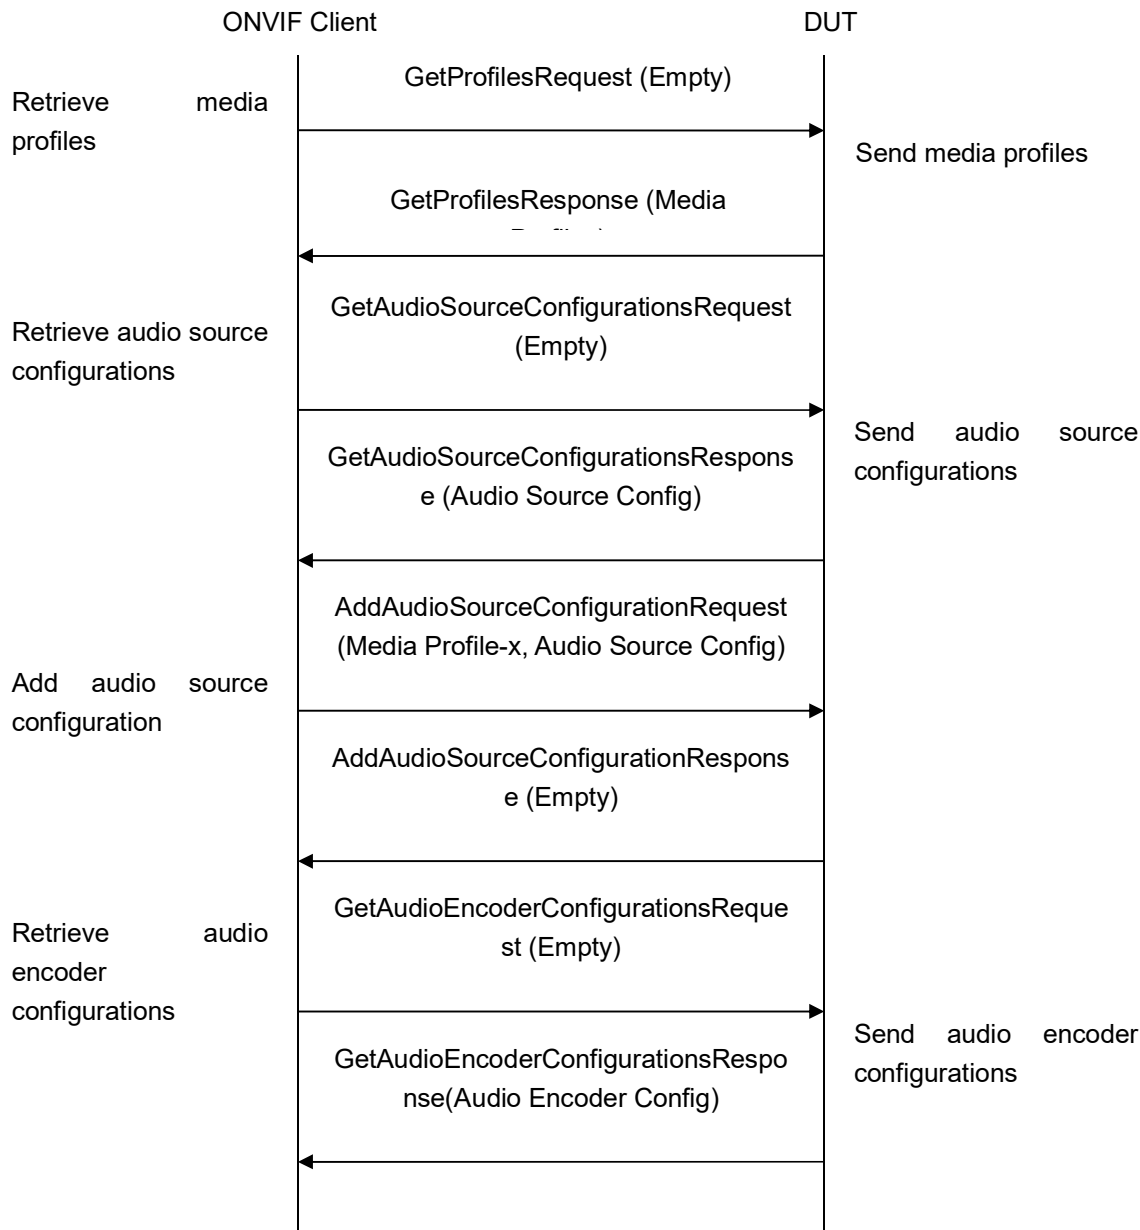 ONVIF Client
DUT
GetProfilesRequest (Empty)
Retrieve media
profiles
Send media profiles
GetProfilesResponse (Media
GetAudioSourceConfigurationsRequest
(Empty)
Retrieve audio source
configurations
Send audio source
configurations
GetAudioSourceConfigurationsRespons
e (Audio Source Config)
AddAudioSourceConfigurationRequest
(Media Profile-x, Audio Source Config)
Add audio source
configuration
AddAudioSourceConfigurationRespons
e (Empty)
GetAudioEncoderConfigurationsReque
st (Empty)
Retrieve audio
encoder
configurations
Send audio encoder
configurations
GetAudioEncoderConfigurationsRespo
nse(Audio Encoder Config)